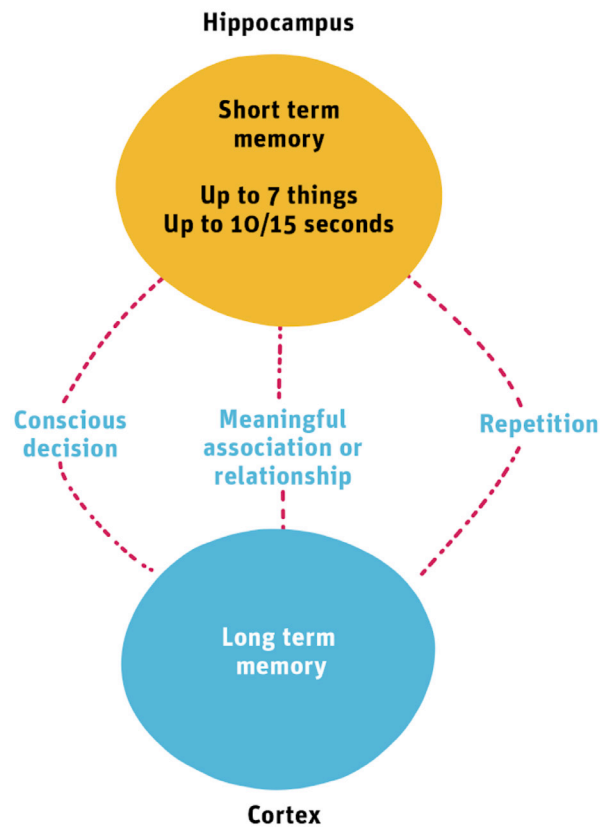 Hippocampus
Short term
memory
Up to 7 things
Up to 10/15 seconds
Conscious
decision
Meaningful
association or
relationship
Repetition
Long term
memory
Cortex